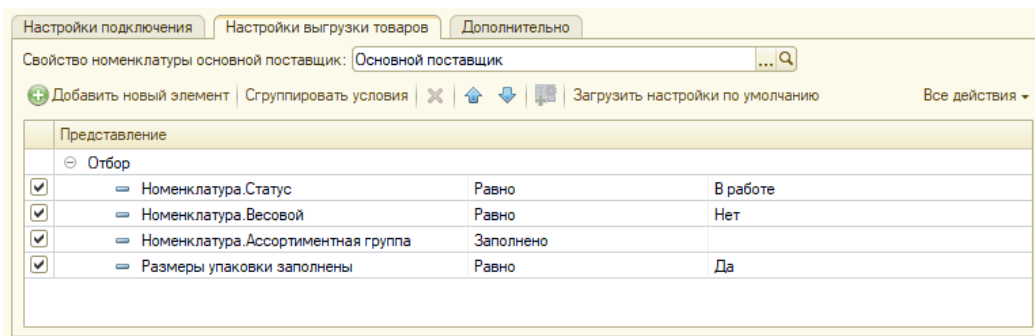 Настройки подключения Настройки выгрузки товаров Дополнительно
Свойство номенклатуры основной поставщик: Основной поставщик ...
Добавить новый элемент Сгруппировать условия Загрузить настройки по умолчанию Все действия
Представление
Отбор
Номенклатура.Статус Равно В работе
Номенклатура.Весовой Равно Нет
Номенклатура.Ассортиментная группа Заполнено
Размеры упаковки заполнены Равно Да